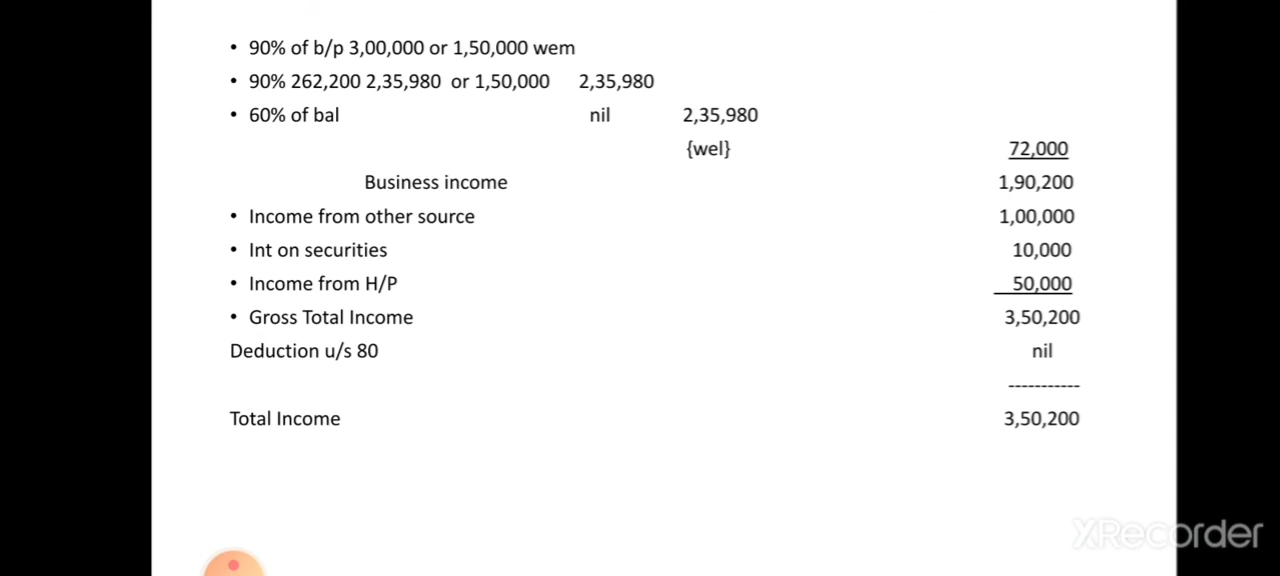 • 90% of b/p 3,00,000 or 1,50,000 wem
• 90% 262,200 2,35,980 or 1,50,000 2,35,980
• 60% of bal nil 2,35,980
{wel} 72,000
Business income 1,90,200
• Income from other source 1,00,000
• Int on securities 10,000
• Income from H/P 50,000
• Gross Total Income 3,50,200
Deduction u/s 80 nil
-----------
Total Income 3,50,200
XRecorder